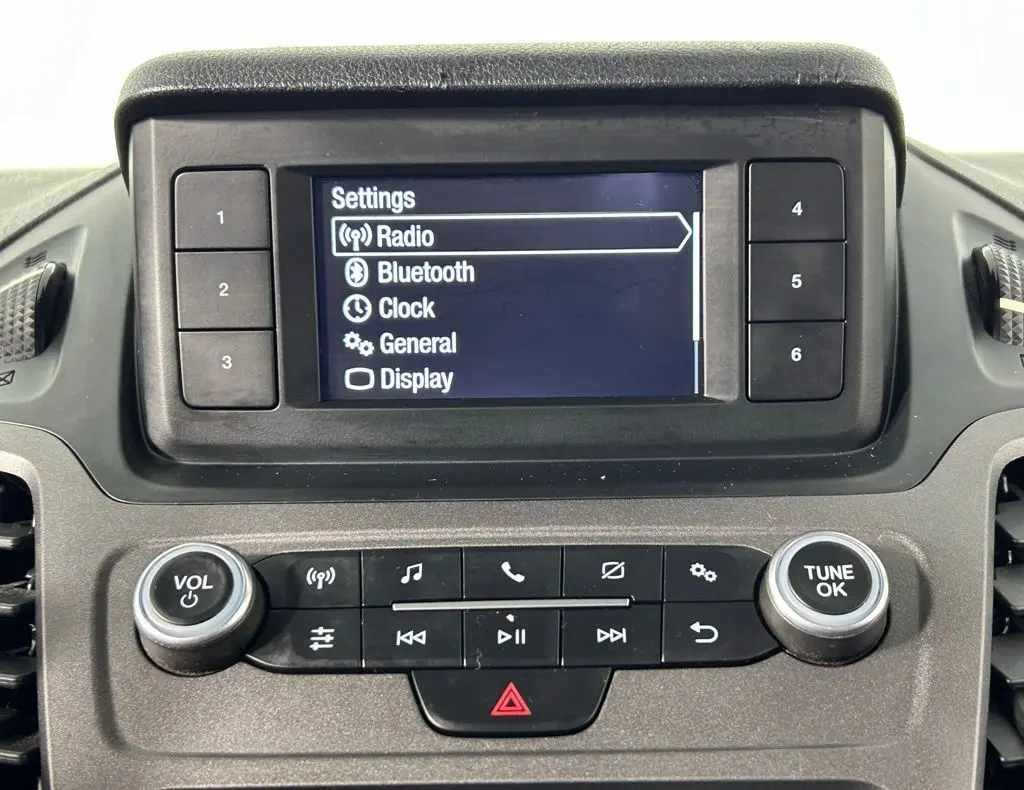 Settings
Radio
Bluetooth
Clock
General
Display
1
2
3
4
5
6
VOL
TUNE
OK